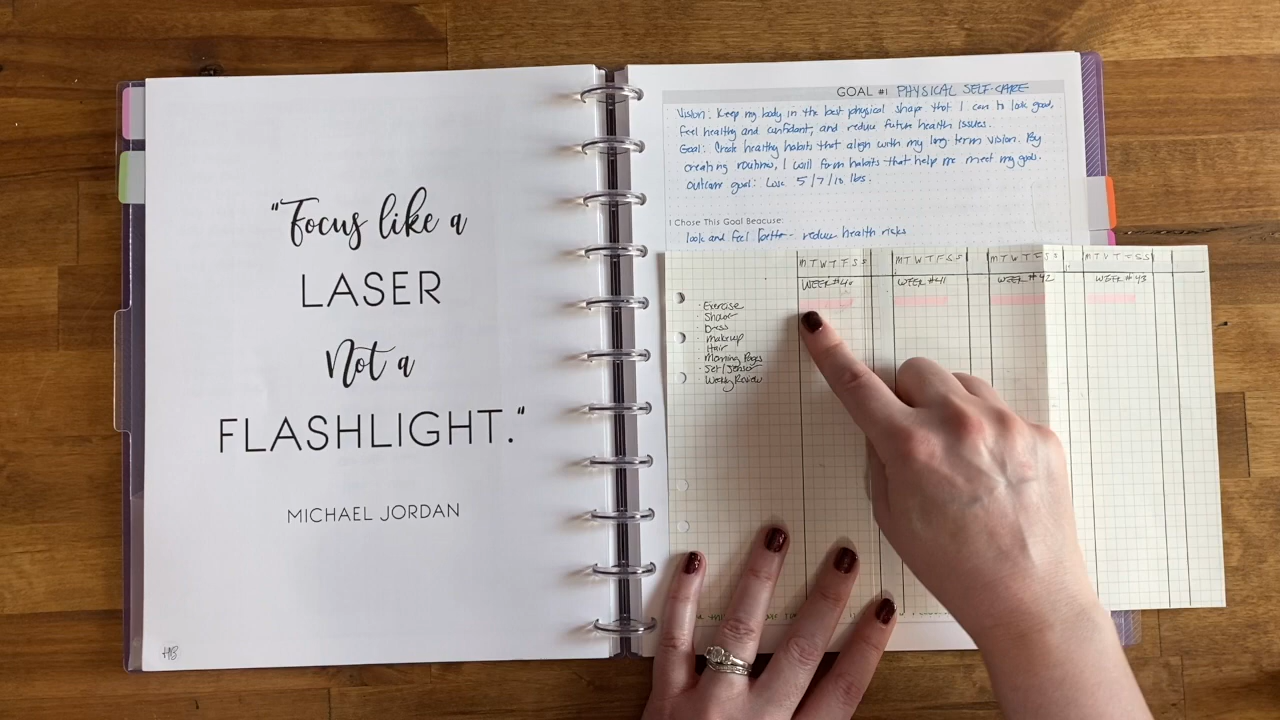 "Focus like a
LASER
Not a
FLASHLIGHT."
MICHAEL JORDAN
HB
GOAL #1 PHYSICAL SELF-CARE
Vision: Keep my body in the best physical shape that I can to look good,
feel healthy and confidant, and reduce future health issues.
Goal: Create healthy habits that align with my long-term vision. By
creating routines, I will form habits that help me meet my goals.
outcome goal: Lose 5/7/10 lbs.
I Chose This Goal Beacuse:
look and feel better - reduce health risks
M T W T F S S M T W T F S S M T W T F S S M T W T F S S
WEEK #40 WEEK #41 WEEK #42 WEEK #43
· Exercise
· Shower
· Dress
· Makeup
Hair
· Morning Pages
· Weekly Review